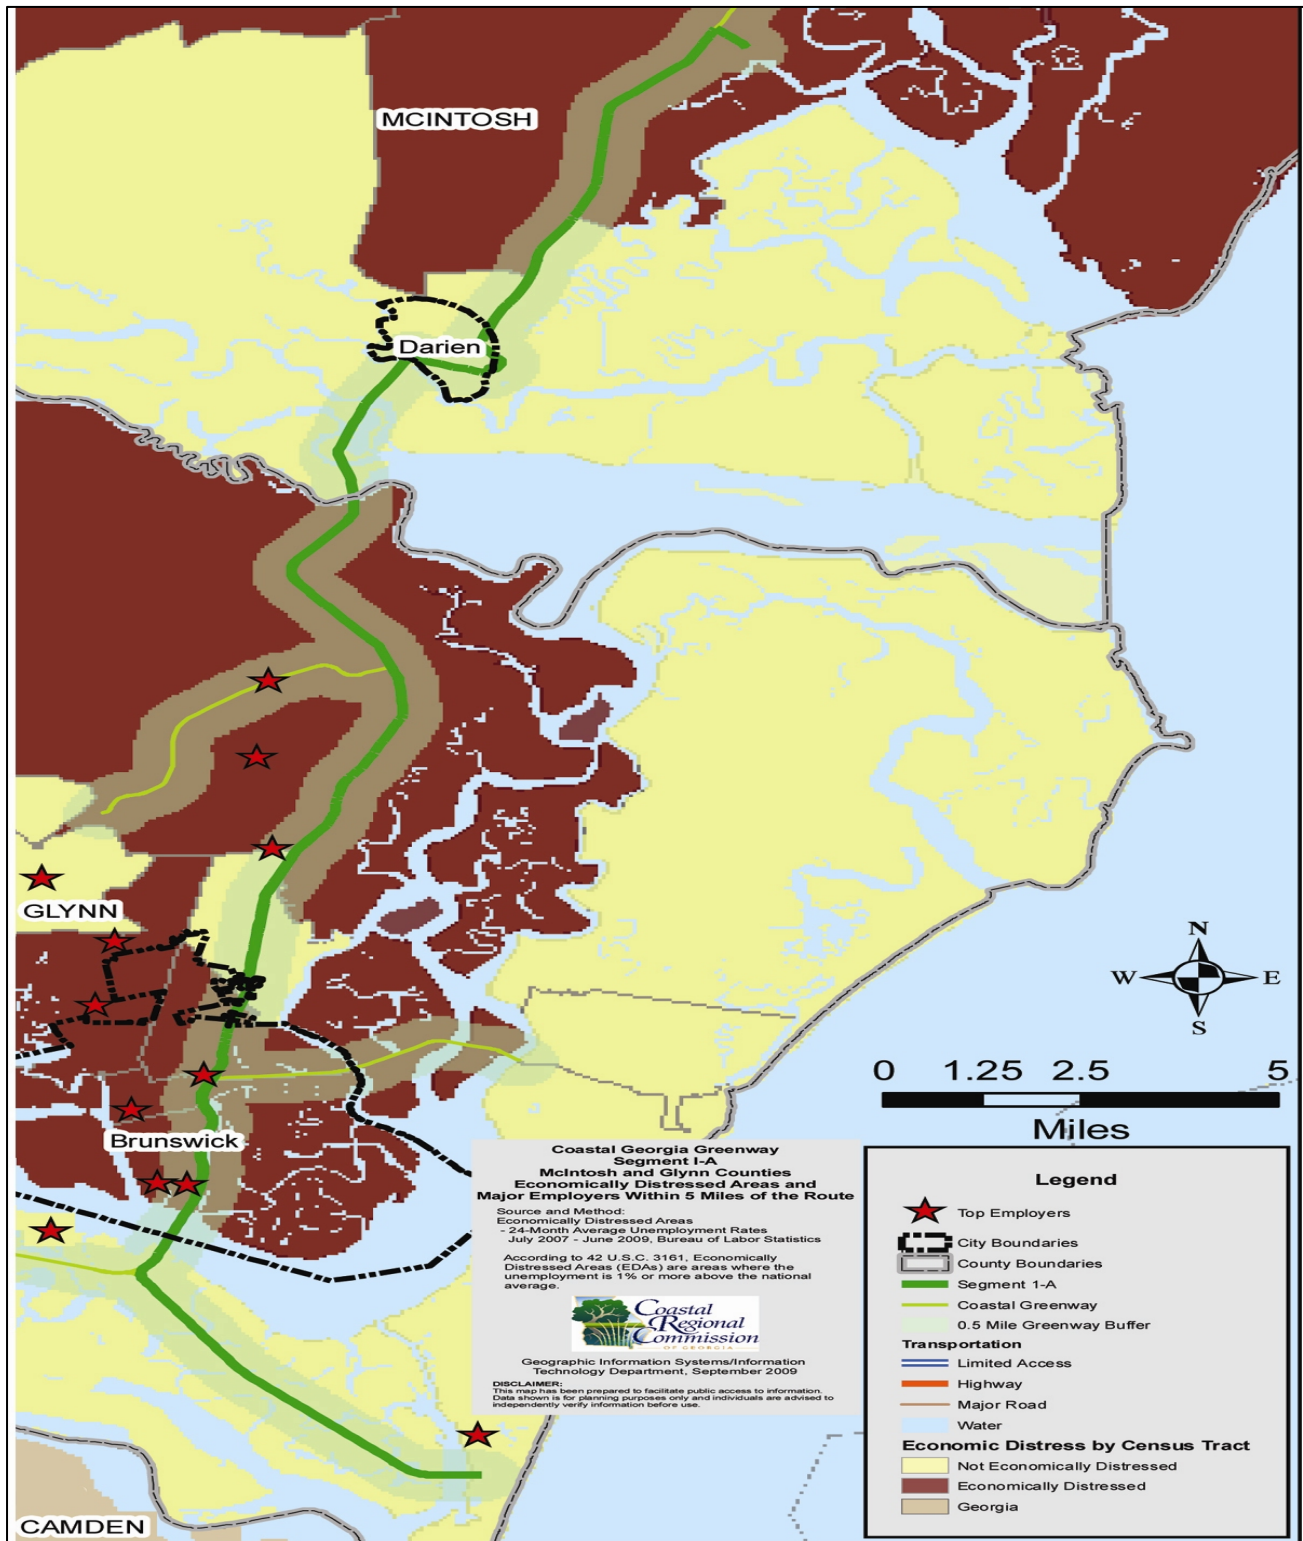 MCINTOSH
Darien
GLYNN
Brunswick
CAMDEN
N
W
E
S
0 1.25 2.5 5
Miles
Coastal Georgia Greenway
Segment I-A
McIntosh and Glynn Counties
Economically Distressed Areas and
Major Employers Within 5 Miles of the Route
Source and Method:
Economically Distressed Areas
- 24-Month Average Unemployment Rates
July 2007 - June 2009, Bureau of Labor Statistics
According to 42 U.S.C. 3161, Economically
Distressed Areas (EDAs) are areas where the
unemployment is 1% or more above the national
average.
Coastal
Regional
Commission
OF GEORGIA
Geographic Information Systems/Information
Technology Department, September 2009
DISCLAIMER:
This map has been prepared to facilitate public access to information.
Data shown is for planning purposes only and individuals are advised to
independently verify information before use.
Legend
Top Employers
City Boundaries
County Boundaries
Segment 1-A
Coastal Greenway
0.5 Mile Greenway Buffer
Transportation
Limited Access
Highway
Major Road
Water
Economic Distress by Census Tract
Not Economically Distressed
Economically Distressed
Georgia